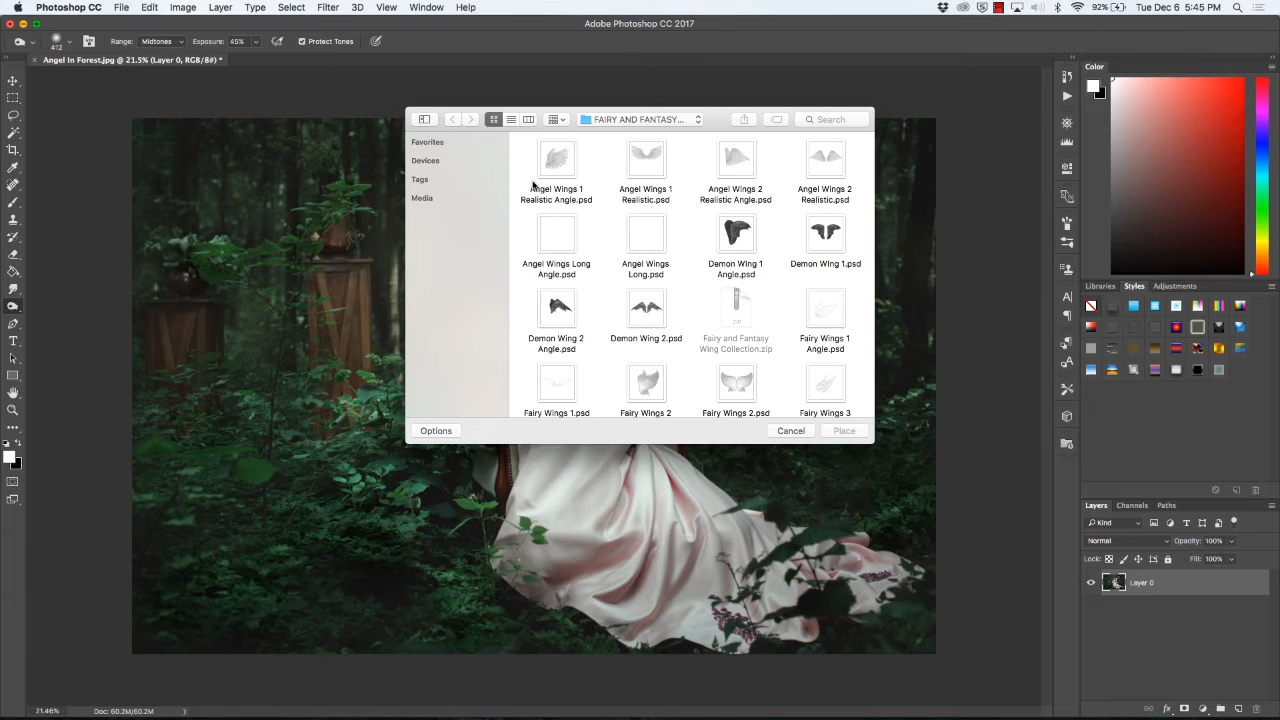 Photoshop CC File Edit Image Layer Type Select Filter 3D View Window Help 92% Tue Dec 6 5:45 PM
Adobe Photoshop CC 2017
412 Range: Midtones Exposure: 45% Protect Tones
Angel In Forest.jpg @ 21.5% (Layer 0, RGB/8#) *
Color
FAIRY AND FANTASY... Search
Favorites
Devices
Tags
Media
Angel Wings 1 Realistic Angle.psd
Angel Wings 1 Realistic.psd
Angel Wings 2 Realistic Angle.psd
Angel Wings 2 Realistic.psd
Angel Wings Long Angle.psd
Angel Wings Long.psd
Demon WIng 1 Angle.psd
Demon WIng 1.psd
Demon Wing 2 Angle.psd
Demon Wing 2.psd
ZIP
Fairy and Fantasy Wing Collection.zip
Fairy Wings 1 Angle.psd
Fairy Wings 1.psd
Fairy Wings 2
Fairy Wings 2.psd
Fairy Wings 3
Options Cancel Place
Libraries Styles Adjustments
Layers Channels Paths
Kind
Normal Opacity: 100%
Lock: Fill: 100%
Layer 0
21.46% Doc: 60.2M/60.2M